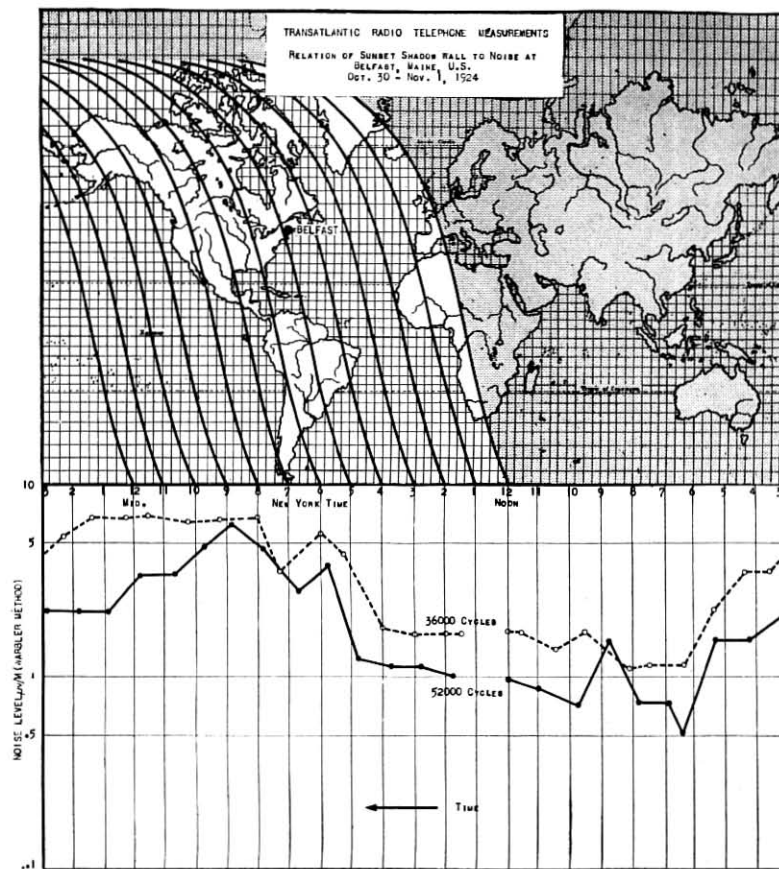 TRANSATLANTIC RADIO TELEPHONE MEASUREMENTS
RELATION OF SUNSET SHADOW WALL TO NOISE AT
BELFAST, MAINE, U.S.
OCT. 30 - NOV. 1, 1924
BELFAST
10
3 2 1 12 11 10 9 8 7 6 5 4 3 2 1 12 11 10 9 8 7 6 5 4 3
MID. NEW YORK TIME NOON
5
36000 CYCLES
1
52000 CYCLES
.5
NOISE LEVEL μv/M (WARBLER METHOD)
TIME
.1